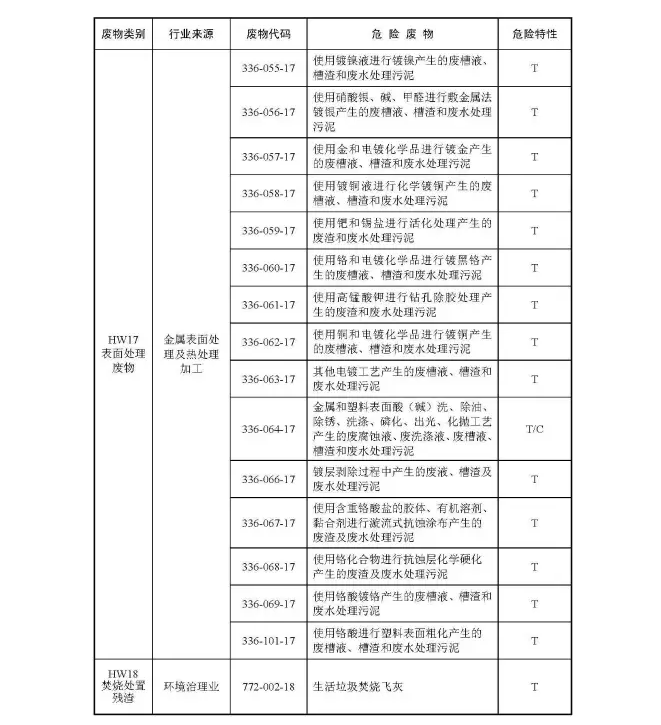 废物类别 行业来源 废物代码 危险废物 危险特性
HW17
表面处理
废物
金属表面处
理及热处理
加工
336-055-17
使用镀镍液进行镀镍产生的废槽液、
槽渣和废水处理污泥
T
336-056-17
使用硝酸银、碱、甲醛进行敷金属法
镀银产生的废槽液、槽渣和废水处理
污泥
T
336-057-17
使用金和电镀化学品进行镀金产生
的废槽液、槽渣和废水处理污泥
T
336-058-17
使用镀铜液进行化学镀铜产生的废
槽液、槽渣和废水处理污泥
T
336-059-17
使用钯和锡盐进行活化处理产生的
废渣和废水处理污泥
T
336-060-17
使用铬和电镀化学品进行镀黑铬产
生的废槽液、槽渣和废水处理污泥
T
336-061-17
使用高锰酸钾进行钻孔除胶处理产
生的废渣和废水处理污泥
T
336-062-17
使用铜和电镀化学品进行镀铜产生
的废槽液、槽渣和废水处理污泥
T
336-063-17
其他电镀工艺产生的废槽液、槽渣和
废水处理污泥
T
336-064-17
金属和塑料表面酸（碱）洗、除油、
除锈、洗涤、磷化、出光、化抛工艺
产生的废腐蚀液、废洗涤液、废槽液、
槽渣和废水处理污泥
T/C
336-066-17
镀层剥除过程中产生的废液、槽渣及
废水处理污泥
T
336-067-17
使用含重铬酸盐的胶体、有机溶剂、
黏合剂进行漩流式抗蚀涂布产生的
废渣及废水处理污泥
T
336-068-17
使用铬化合物进行抗蚀层化学硬化
产生的废渣及废水处理污泥
T
336-069-17
使用铬酸镀铬产生的废槽液、槽渣和
废水处理污泥
T
336-101-17
使用铬酸进行塑料表面粗化产生的
废槽液、槽渣和废水处理污泥
T
HW18
焚烧处置
残渣
环境治理业
772-002-18
生活垃圾焚烧飞灰
T